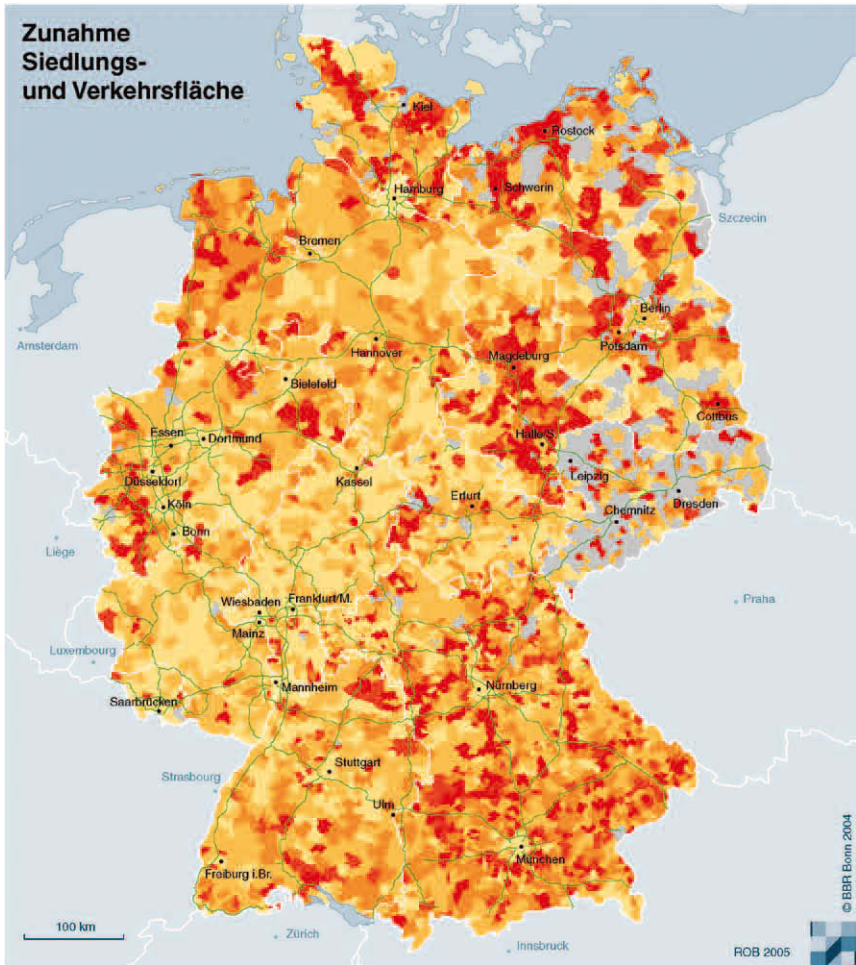 Zunahme
Siedlungs-
und Verkehrsfläche
Kiel
Rostock
Hamburg
Schwerin
Szczecin
Bremen
Berlin
Amsterdam
Hannover
Potsdam
Magdeburg
Bielefeld
Cottbus
Essen
Dortmund
Halle/S.
Düsseldorf
Kassel
Leipzig
Köln
Erfurt
Dresden
Chemnitz
Bonn
Liège
Wiesbaden
Frankfurt/M.
Praha
Mainz
Luxembourg
Mannheim
Nürnberg
Saarbrücken
Stuttgart
Strasbourg
Ulm
München
Freiburg i.Br.
© BBR Bonn 2004
100 km
Zürich
Innsbruck
ROB 2005